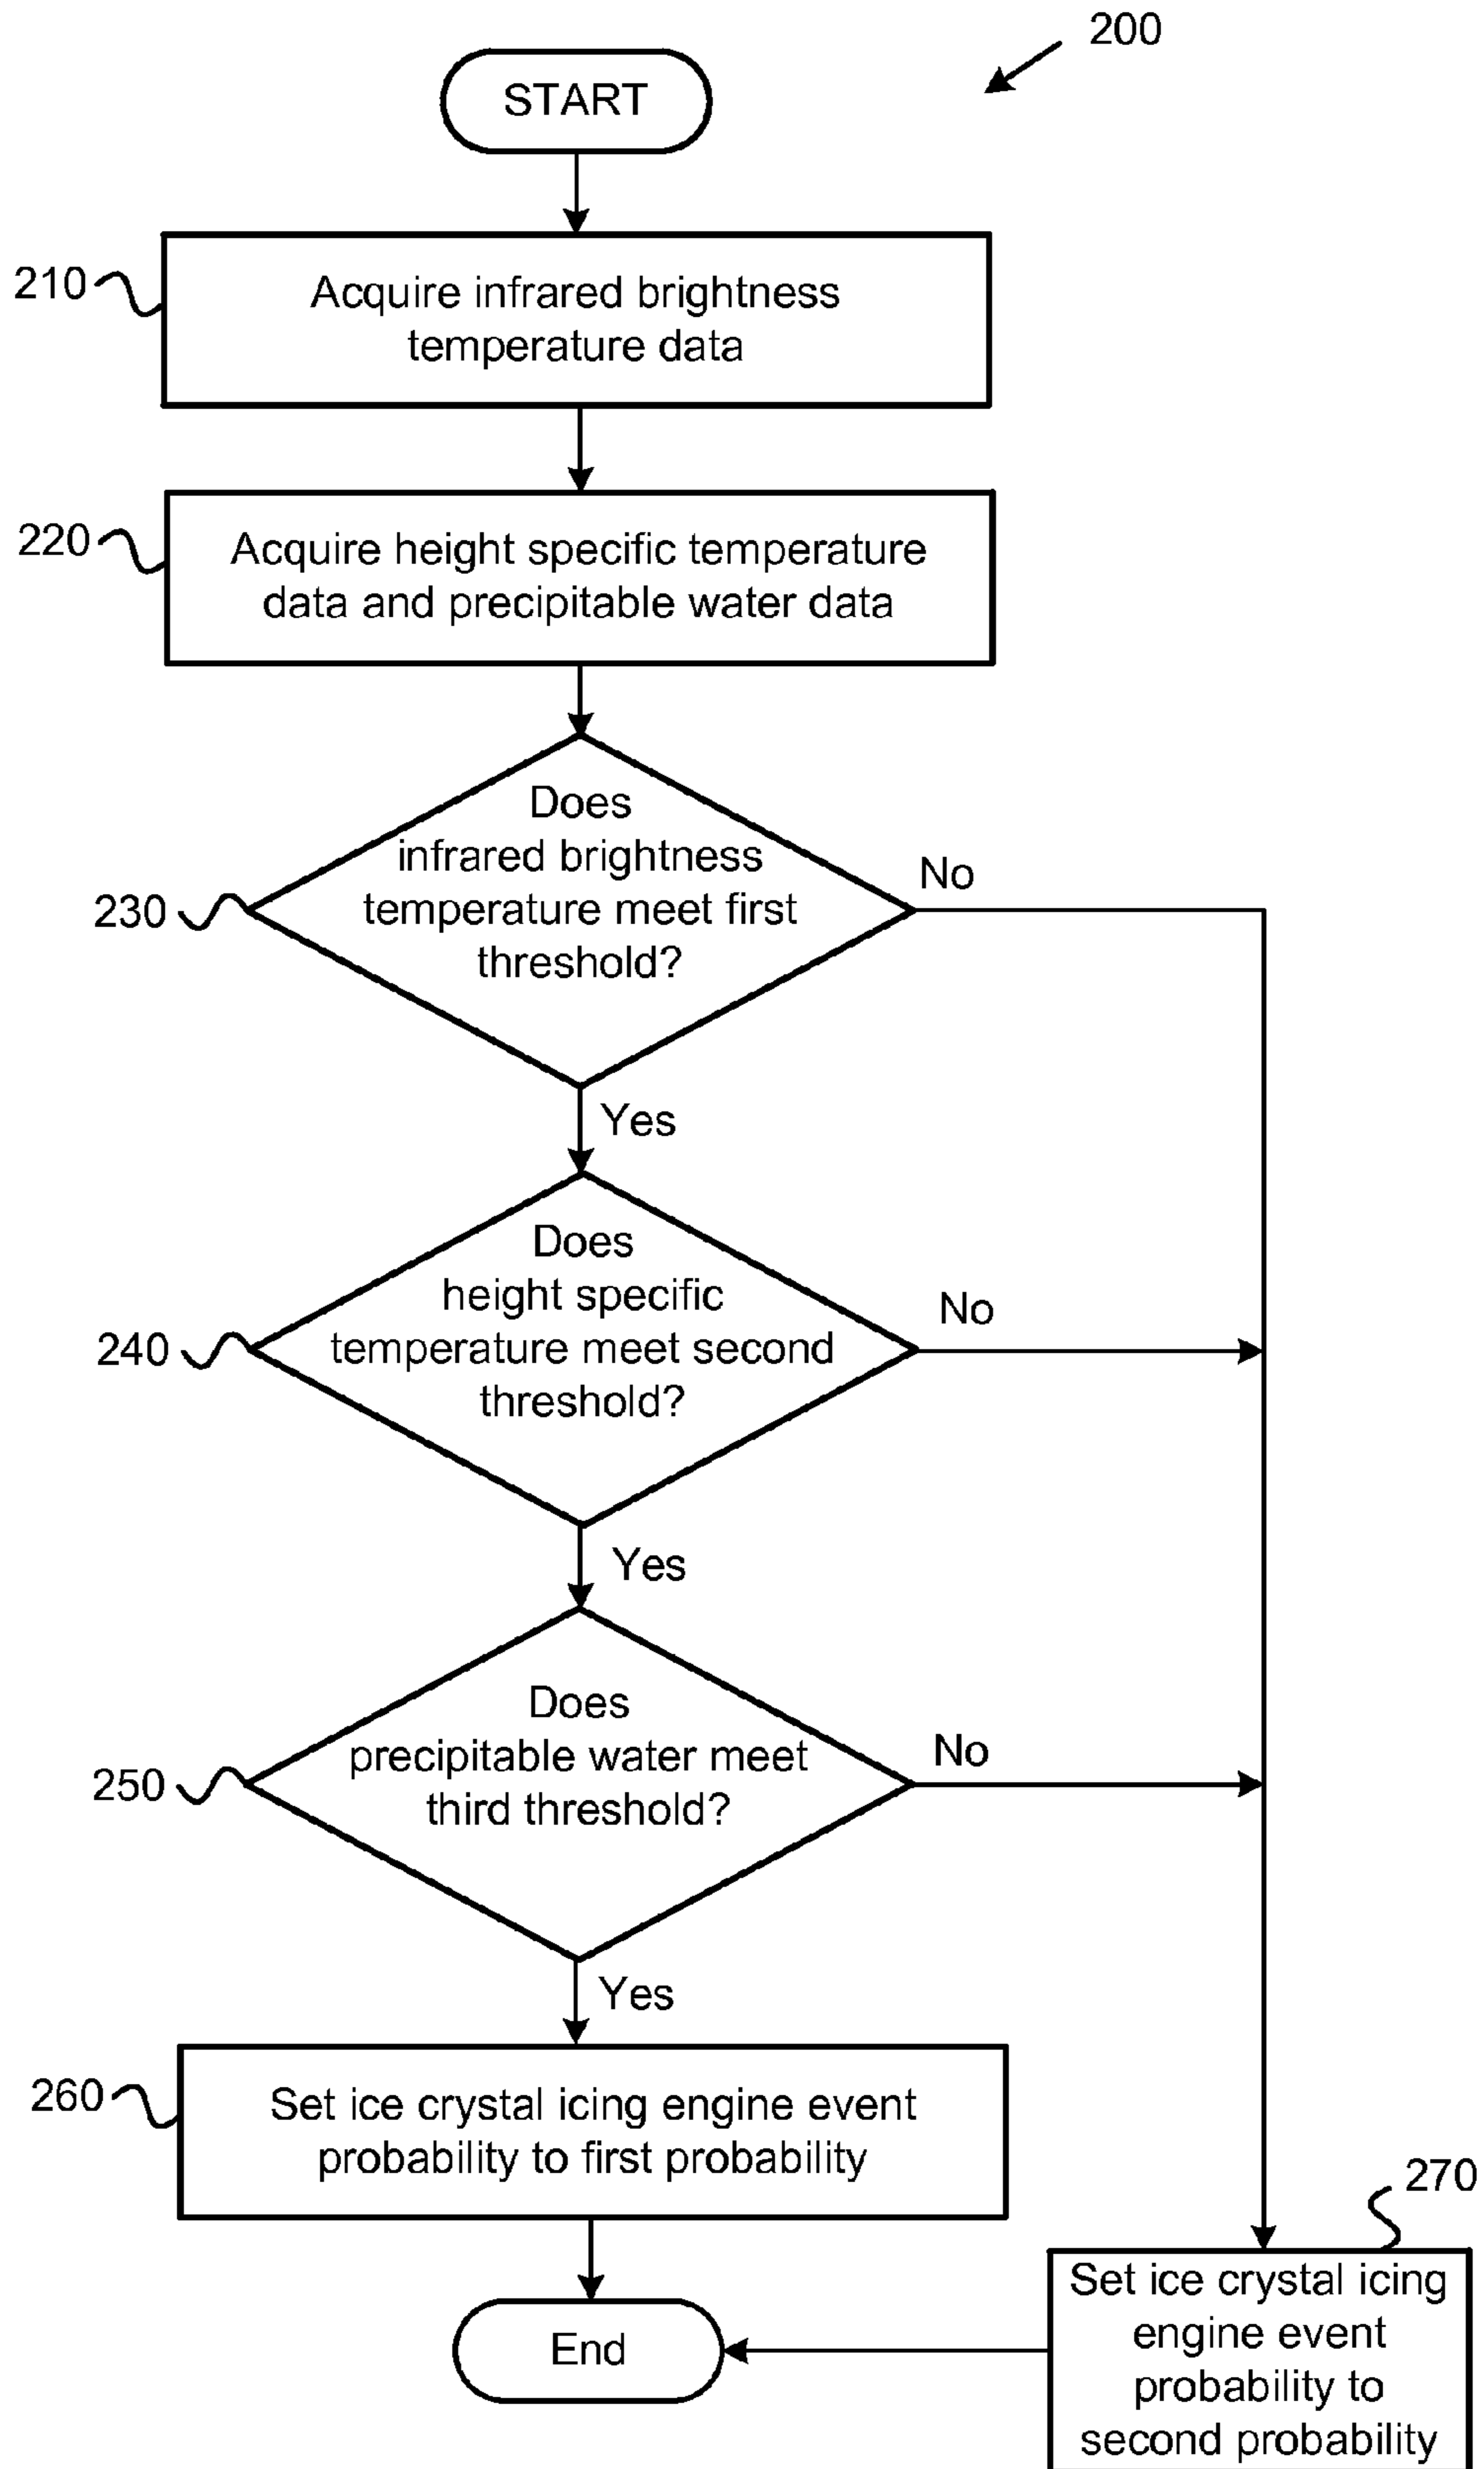 200
START
210
Acquire infrared brightness
temperature data
220
Acquire height specific temperature
data and precipitable water data
230
Does
infrared brightness
temperature meet first
threshold?
No
Yes
240
Does
height specific
temperature meet second
threshold?
No
Yes
250
Does
precipitable water meet
third threshold?
No
Yes
260
Set ice crystal icing engine event
probability to first probability
270
Set ice crystal icing
engine event
probability to
second probability
End